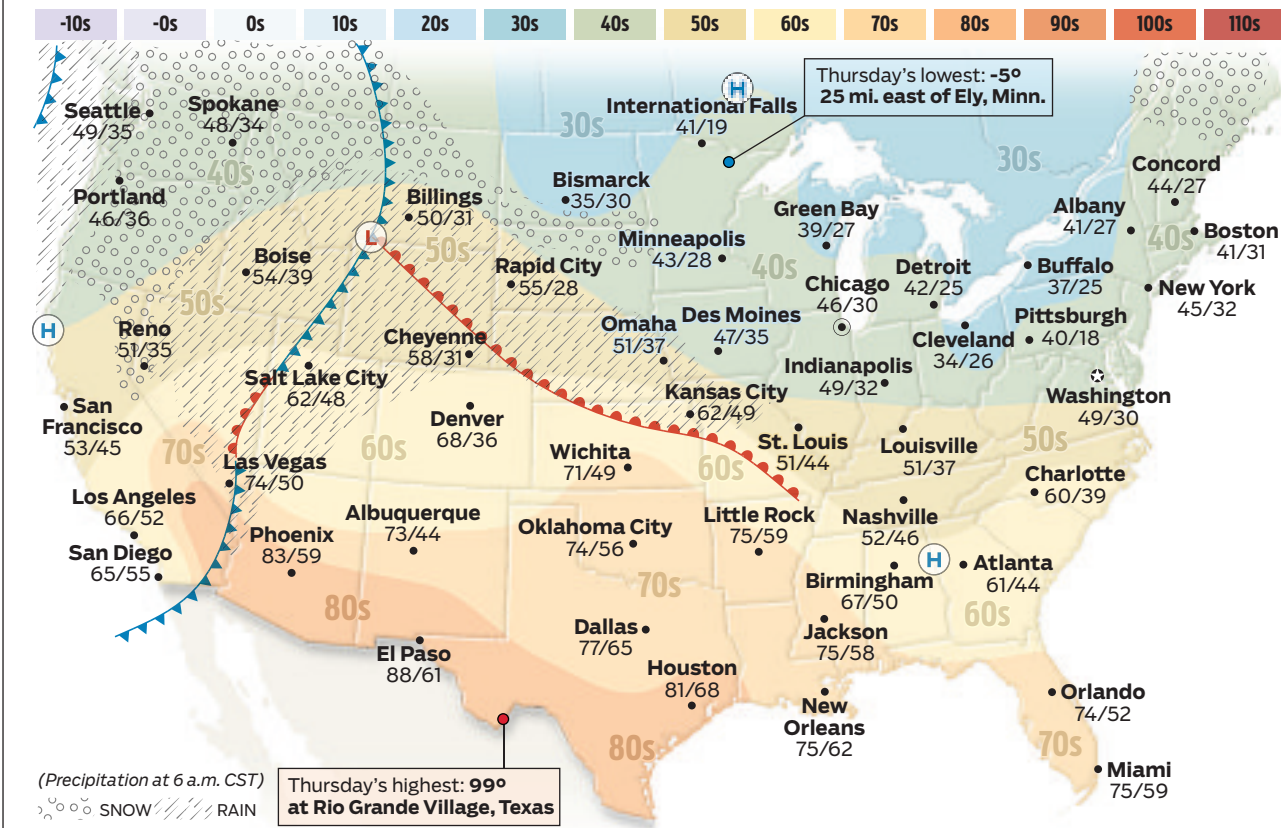 -10s -0s 0s 10s 20s 30s 40s 50s 60s 70s 80s 90s 100s 110s
Thursday's lowest: -5º
25 mi. east of Ely, Minn.
H
International Falls
41/19
Seattle
49/35
Spokane
48/34
30s
30s
40s
Concord
44/27
Portland
46/36
Billings
50/31
Bismarck
35/30
Green Bay
39/27
Albany
41/27
40s
Boston
41/31
L
50s
Boise
54/39
Rapid City
55/28
Minneapolis
43/28
40s
Chicago
46/30
Detroit
42/25
Buffalo
37/25
New York
45/32
50s
H
Reno
51/35
Cheyenne
58/31
Omaha
51/37
Des Moines
47/35
Cleveland
34/26
Pittsburgh
40/18
Salt Lake City
62/48
Indianapolis
49/32
Washington
49/30
San
Francisco
53/45
Denver
68/36
Kansas City
62/49
St. Louis
51/44
Louisville
51/37
50s
70s
60s
Las Vegas
74/50
Wichita
71/49
60s
Charlotte
60/39
Los Angeles
66/52
Albuquerque
73/44
Oklahoma City
74/56
Little Rock
75/59
Nashville
52/46
Phoenix
83/59
San Diego
65/55
H
Atlanta
61/44
70s
Birmingham
67/50
60s
80s
Dallas
77/65
Jackson
75/58
El Paso
88/61
Houston
81/68
New
Orleans
75/62
Orlando
74/52
80s
70s
Miami
75/59
(Precipitation at 6 a.m. CST)
SNOW RAIN
Thursday's highest: 99º
at Rio Grande Village, Texas